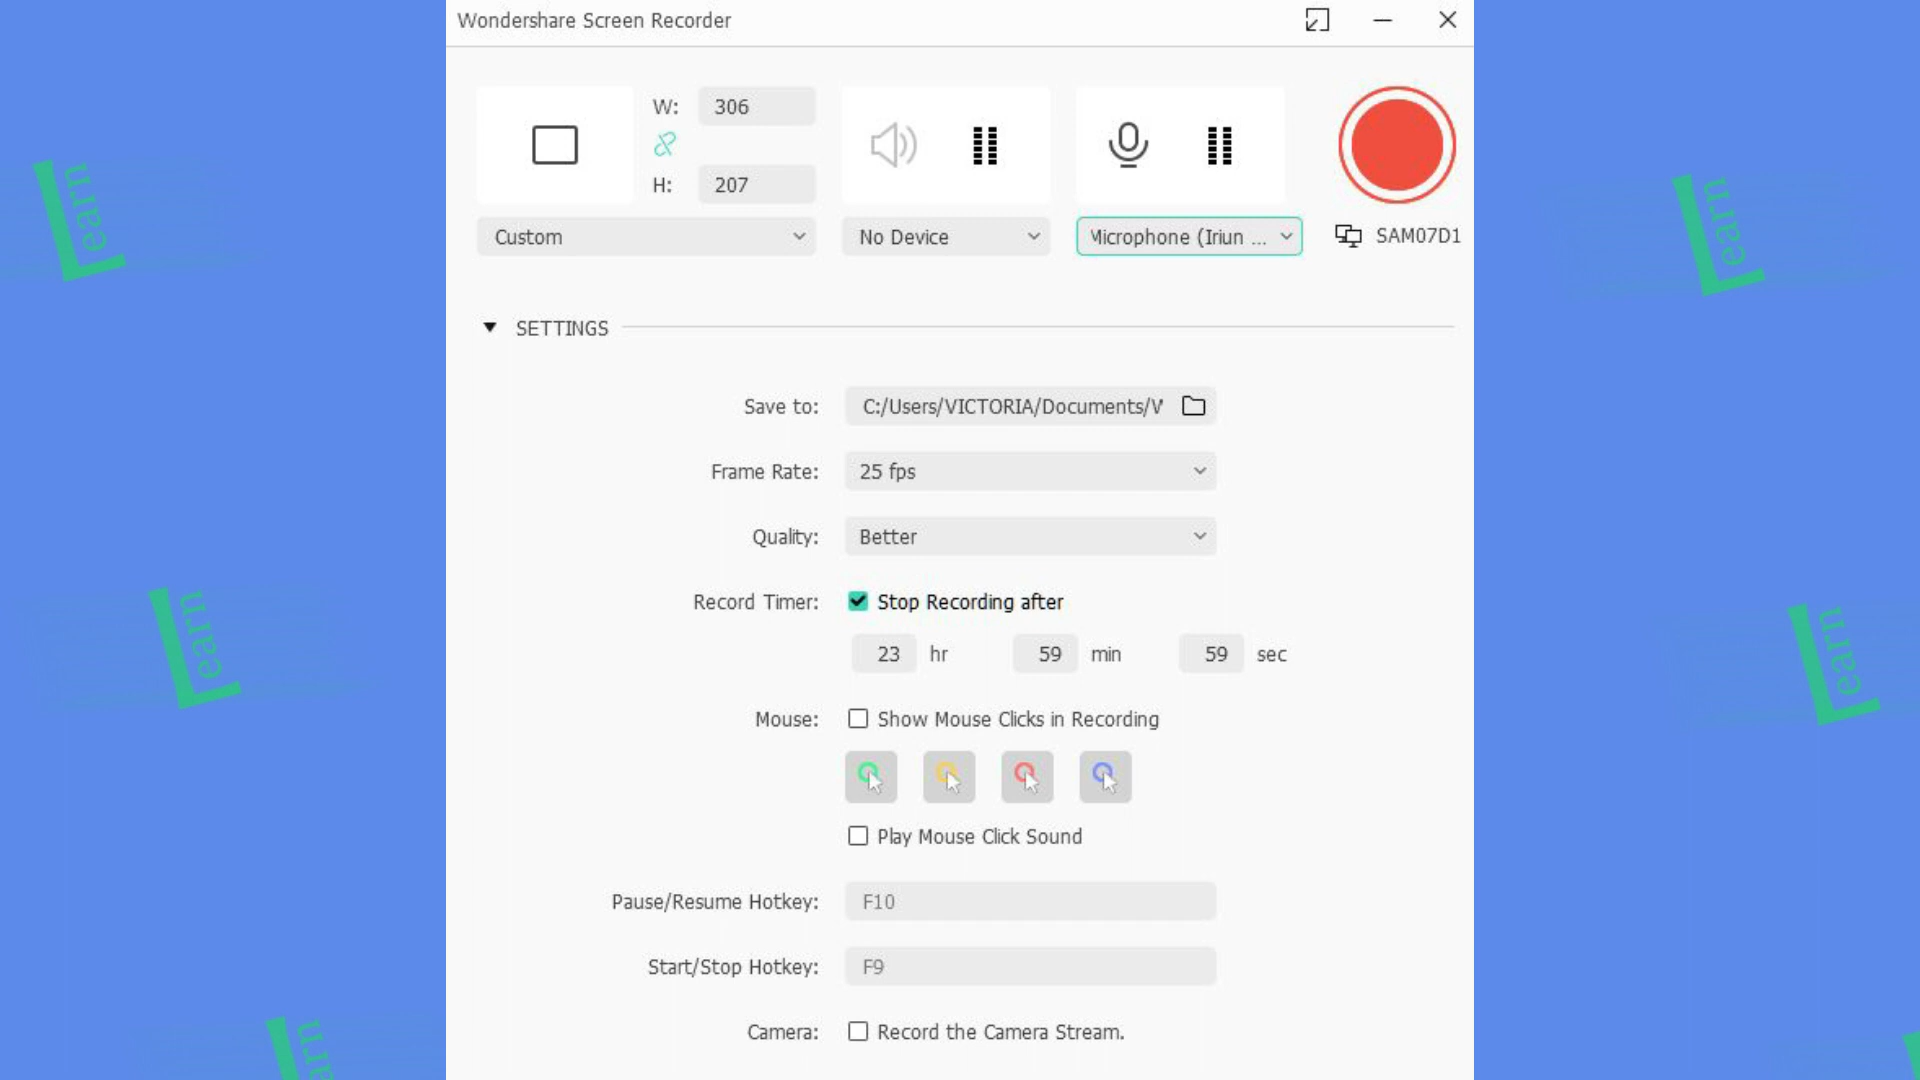 Wondershare Screen Recorder
W: 306
H: 207
Custom
No Device
Microphone (Iriun ...
SAM07D1
SETTINGS
Save to: C:/Users/VICTORIA/Documents/
Frame Rate: 25 fps
Quality: Better
Record Timer: Stop Recording after
23 hr 59 min 59 sec
Mouse: Show Mouse Clicks in Recording
Play Mouse Click Sound
Pause/Resume Hotkey: F10
Start/Stop Hotkey: F9
Camera: Record the Camera Stream.
Learn
Learn
Learn
Learn
Learn